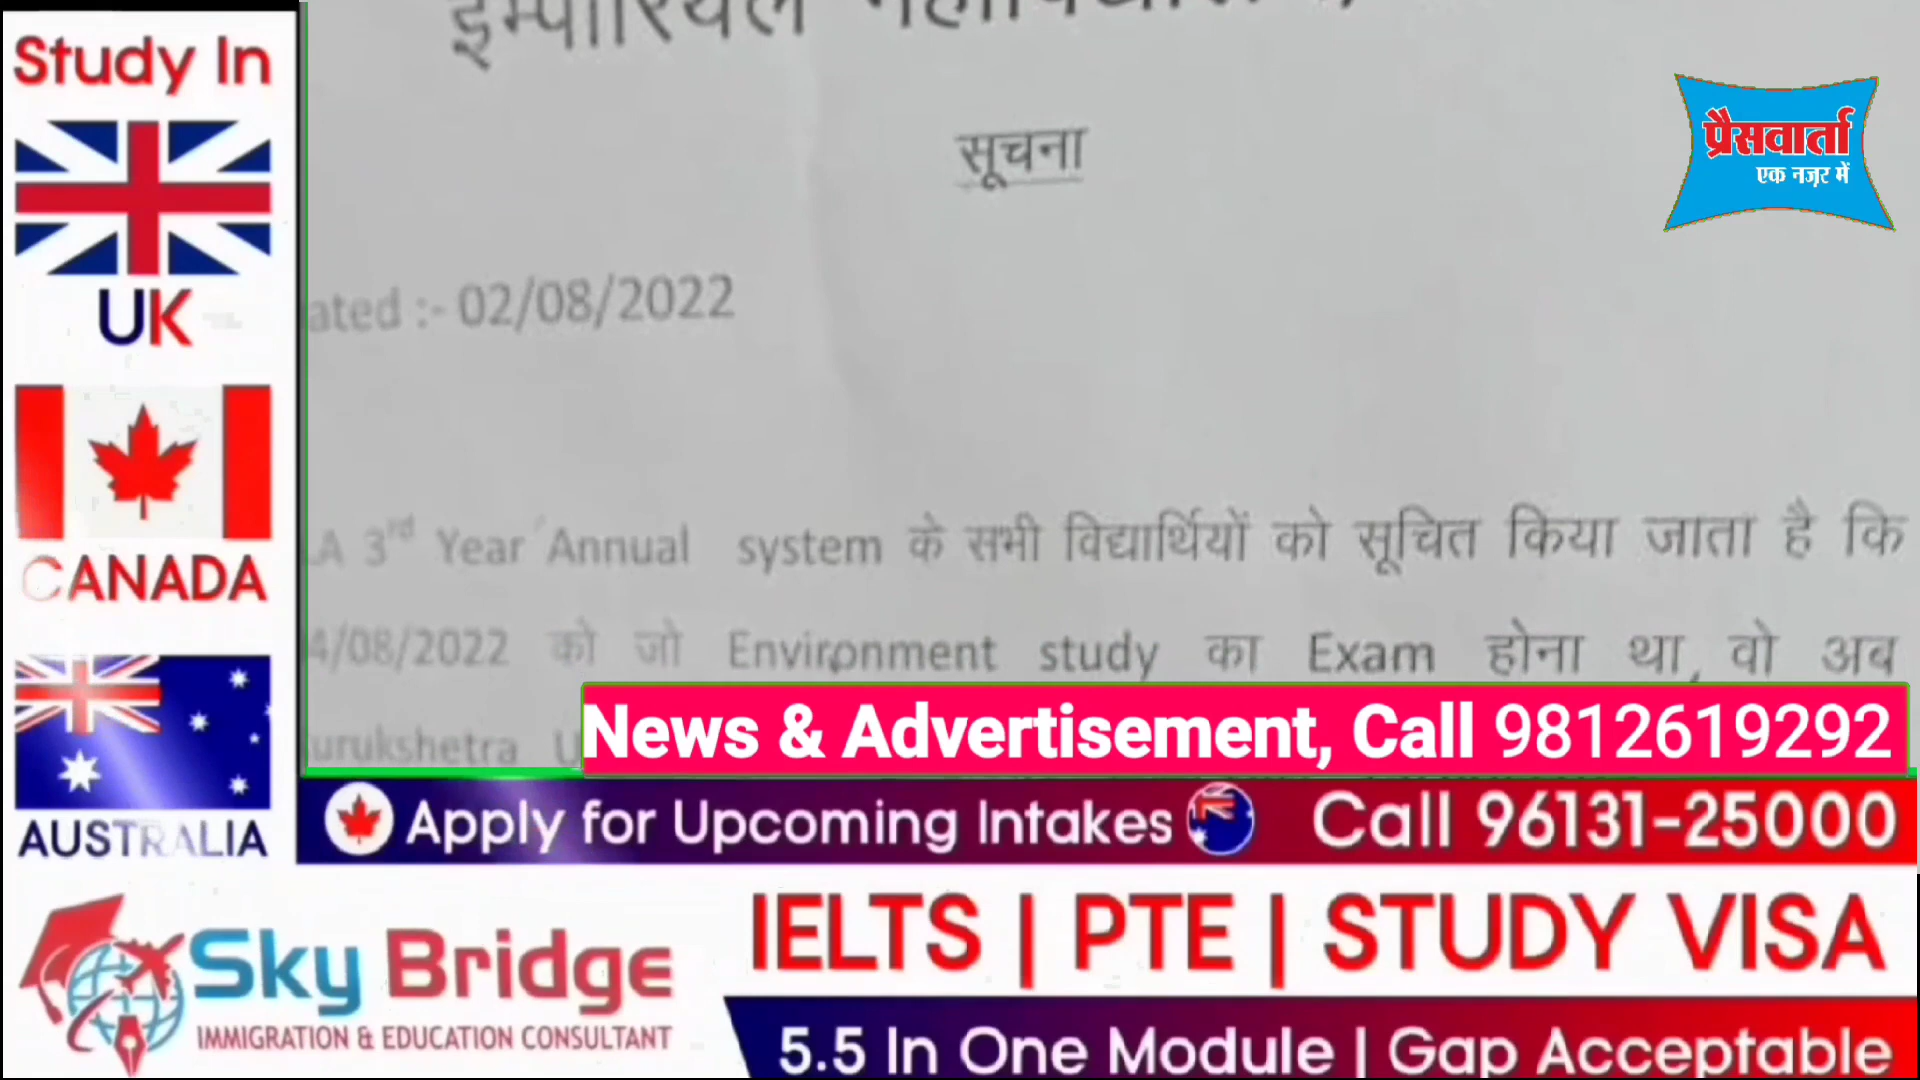 Study In
UK
CANADA
AUSTRALIA
सूचना
प्रैसवार्ता
एक नज़र में
ated :- 02/08/2022
A 3rd Year Annual system के सभी विद्यार्थियों को सूचित किया जाता है कि
4/08/2022 को जो Environment study का Exam होना था, वो अब
urukshetra U
News & Advertisement, Call 9812619292
Apply for Upcoming Intakes Call 96131-25000
Sky Bridge
IMMIGRATION & EDUCATION CONSULTANT
IELTS | PTE | STUDY VISA
5.5 In One Module | Gap Acceptable